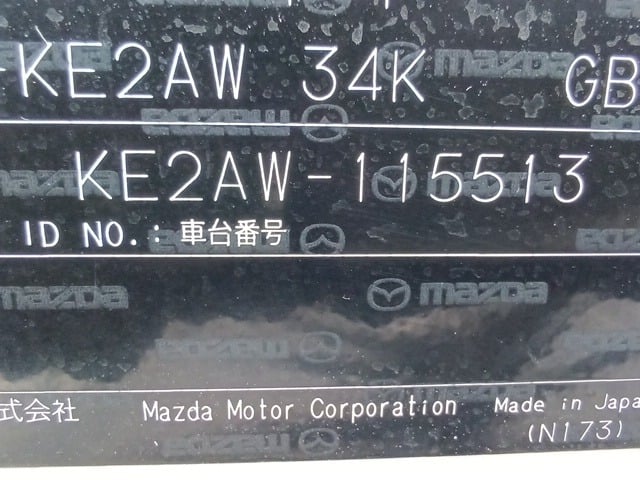 KE2AW 34K GB
KE2AW-115513
ID NO.: 車台番号
式会社 Mazda Motor Corporation Made in Japa
(N173)